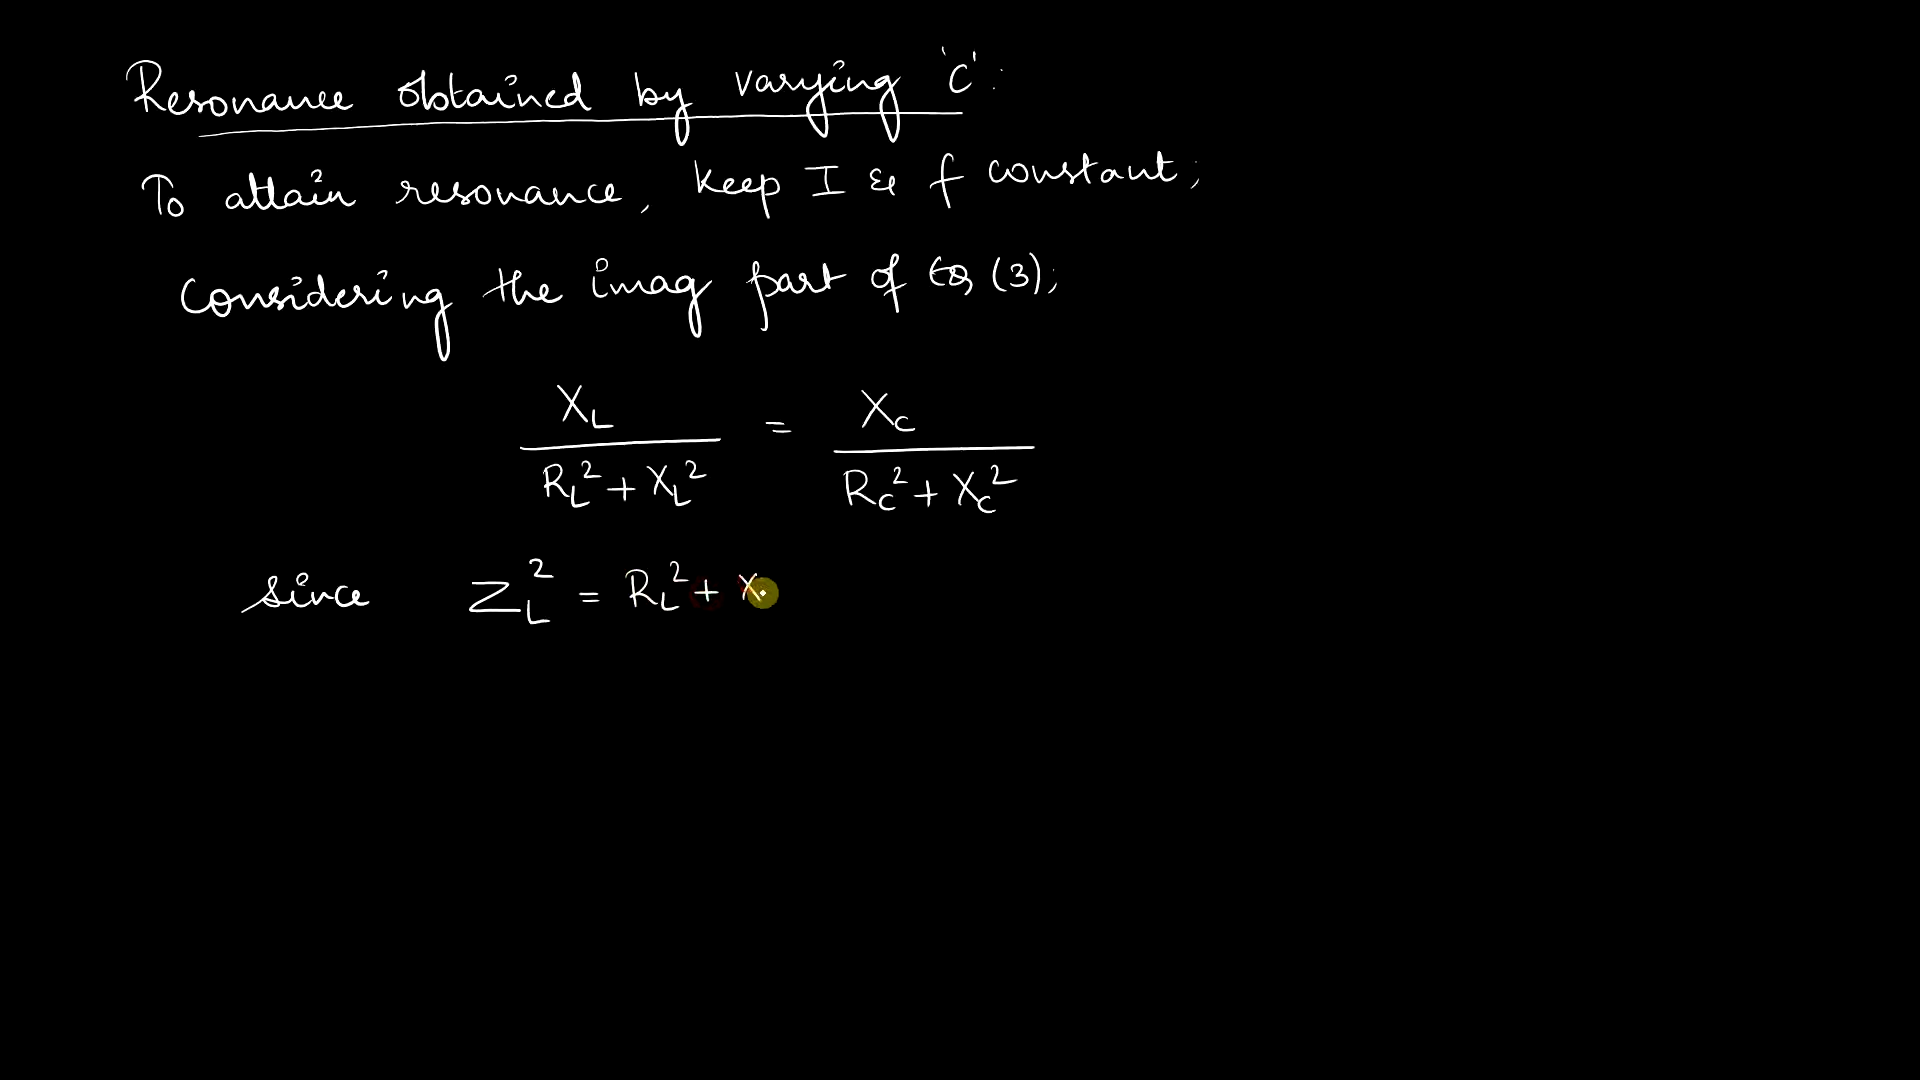 Resonance obtained by varying 'C':
To attain resonance, keep I & f constant;
Considering the imag part of EQ (3);
X_L / (R_L^2 + X_L^2) = X_C / (R_C^2 + X_C^2)
since Z_L^2 = R_L^2 + X